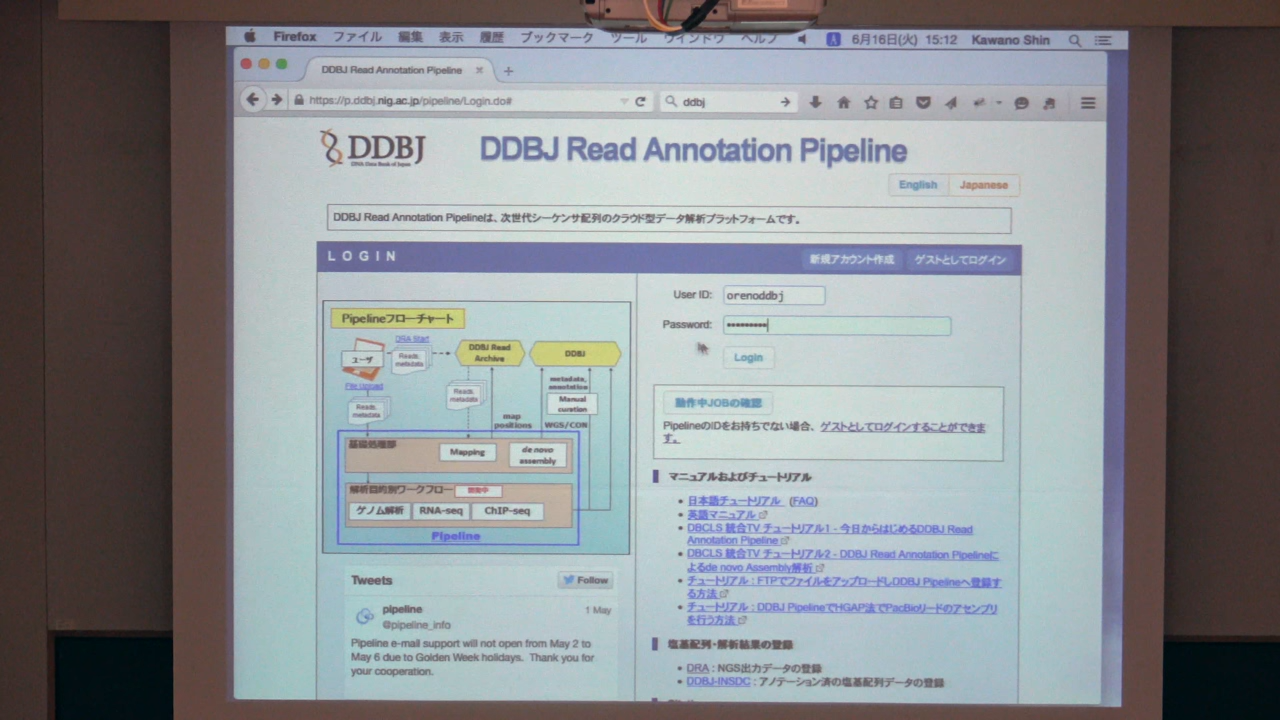 Firefox ファイル 編集 表示 履歴 ブックマーク ツール ウインドウ ヘルプ 6月16日(火) 15:12 Kawano Shin
DDBJ Read Annotation Pipeline
https://p.ddbj.nig.ac.jp/pipeline/Login.do#
ddbj
DDBJ
DNA Data Bank of Japan
DDBJ Read Annotation Pipeline
English Japanese
DDBJ Read Annotation Pipelineは、次世代シーケンサ配列のクラウド型データ解析プラットフォームです。
LOGIN
新規アカウント作成 ゲストとしてログイン
Pipelineフローチャート
DRA Start
ユーザ
Reads, metadata
DDBJ Read
Archive
DDBJ
File Upload
Reads,
metadata
Reads,
metadata
metadata,
annotation
Manual
curation
map
positions
WGS/CON
基礎処理部
Mapping
de novo
assembly
解析目的別ワークフロー
開発中
ゲノム解析 RNA-seq ChIP-seq
Pipeline
Tweets
Follow
pipeline
1 May
@pipeline_info
Pipeline e-mail support will not open from May 2 to
May 6 due to Golden Week holidays. Thank you for
your cooperation.
User ID: orenoddbj
Password: •••••••••
Login
動作中JOBの確認
PipelineのIDをお持ちでない場合、ゲストとしてログインすることができま
す。
マニュアルおよびチュートリアル
• 日本語チュートリアル (FAQ)
• 英語マニュアル
• DBCLS 統合TV チュートリアル1 - 今日からはじめるDDBJ Read
Annotation Pipeline
• DBCLS 統合TV チュートリアル2 - DDBJ Read Annotation Pipelineに
よるde novo Assembly解析
• チュートリアル : FTPでファイルをアップロードしDDBJ Pipelineへ登録す
る方法
• チュートリアル : DDBJ PipelineでHGAP法でPacBioリードのアセンブリ
を行う方法
塩基配列・解析結果の登録
• DRA : NGS出力データの登録
• DDBJ-INSDC : アノテーション済の塩基配列データの登録